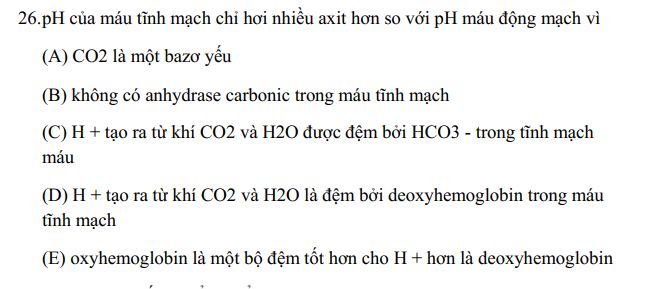 26.pH của máu tĩnh mạch chỉ hơi nhiều axit hơn so với pH máu động mạch vì
(A) CO2 là một bazơ yếu
(B) không có anhydrase carbonic trong máu tĩnh mạch
(C) H + tạo ra từ khí CO2 và H2O được đệm bởi HCO3 - trong tĩnh mạch
máu
(D) H + tạo ra từ khí CO2 và H2O là đệm bởi deoxyhemoglobin trong máu
tĩnh mạch
(E) oxyhemoglobin là một bộ đệm tốt hơn cho H + hơn là deoxyhemoglobin